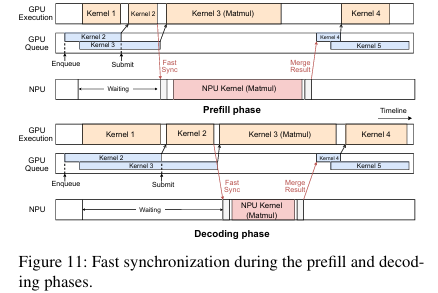 GPU Execution
Kernel 1
Kernel 2
Kernel 3 (Matmul)
Kernel 4
GPU Queue
Kernel 2
Kernel 3
Kernel 4
Kernel 5
Enqueue
Submit
Fast Sync
Merge Result
NPU
Waiting
NPU Kernel (Matmul)
Prefill phase
Timeline
GPU Execution
Kernel 1
Kernel 2
Kernel 3 (Matmul)
Kernel 4
GPU Queue
Kernel 2
Kernel 3
Kernel 4
Kernel 5
Enqueue
Submit
Fast Sync
Merge Result
NPU
Waiting
NPU Kernel
(Matmul)
Decoding phase
Figure 11: Fast synchronization during the prefill and decod-
ing phases.